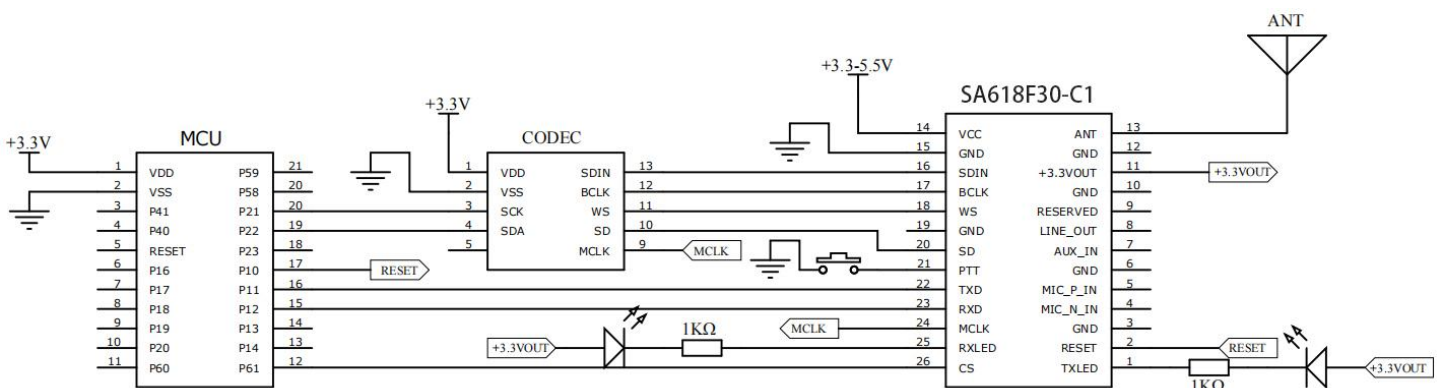 ANT
+3.3-5.5V
SA618F30-C1
+3.3V
CODEC
+3.3V
MCU
14 VCC ANT 13
15 GND GND 12
1 VDD P59 21
1 VDD SDIN 13
16 SDIN +3.3VOUT 11
+3.3VOUT
2 VSS P58 20
2 VSS BCLK 12
17 BCLK GND 10
3 P41 P21 20
3 SCK WS 11
18 WS RESERVED 9
4 P40 P22 19
4 SDA SD 10
19 GND LINE_OUT 8
5 RESET P23 18
5 MCLK 9
MCLK
20 SD AUX_IN 7
6 P16 P10 17
RESET
21 PTT GND 6
7 P17 P11 16
22 TXD MIC_P_IN 5
8 P18 P12 15
23 RXD MIC_N_IN 4
9 P19 P13 14
1KΩ
MCLK
24 MCLK GND 3
10 P20 P14 13
+3.3VOUT
25 RXLED RESET 2
RESET
11 P60 P61 12
26 CS TXLED 1
+3.3VOUT
1KΩ